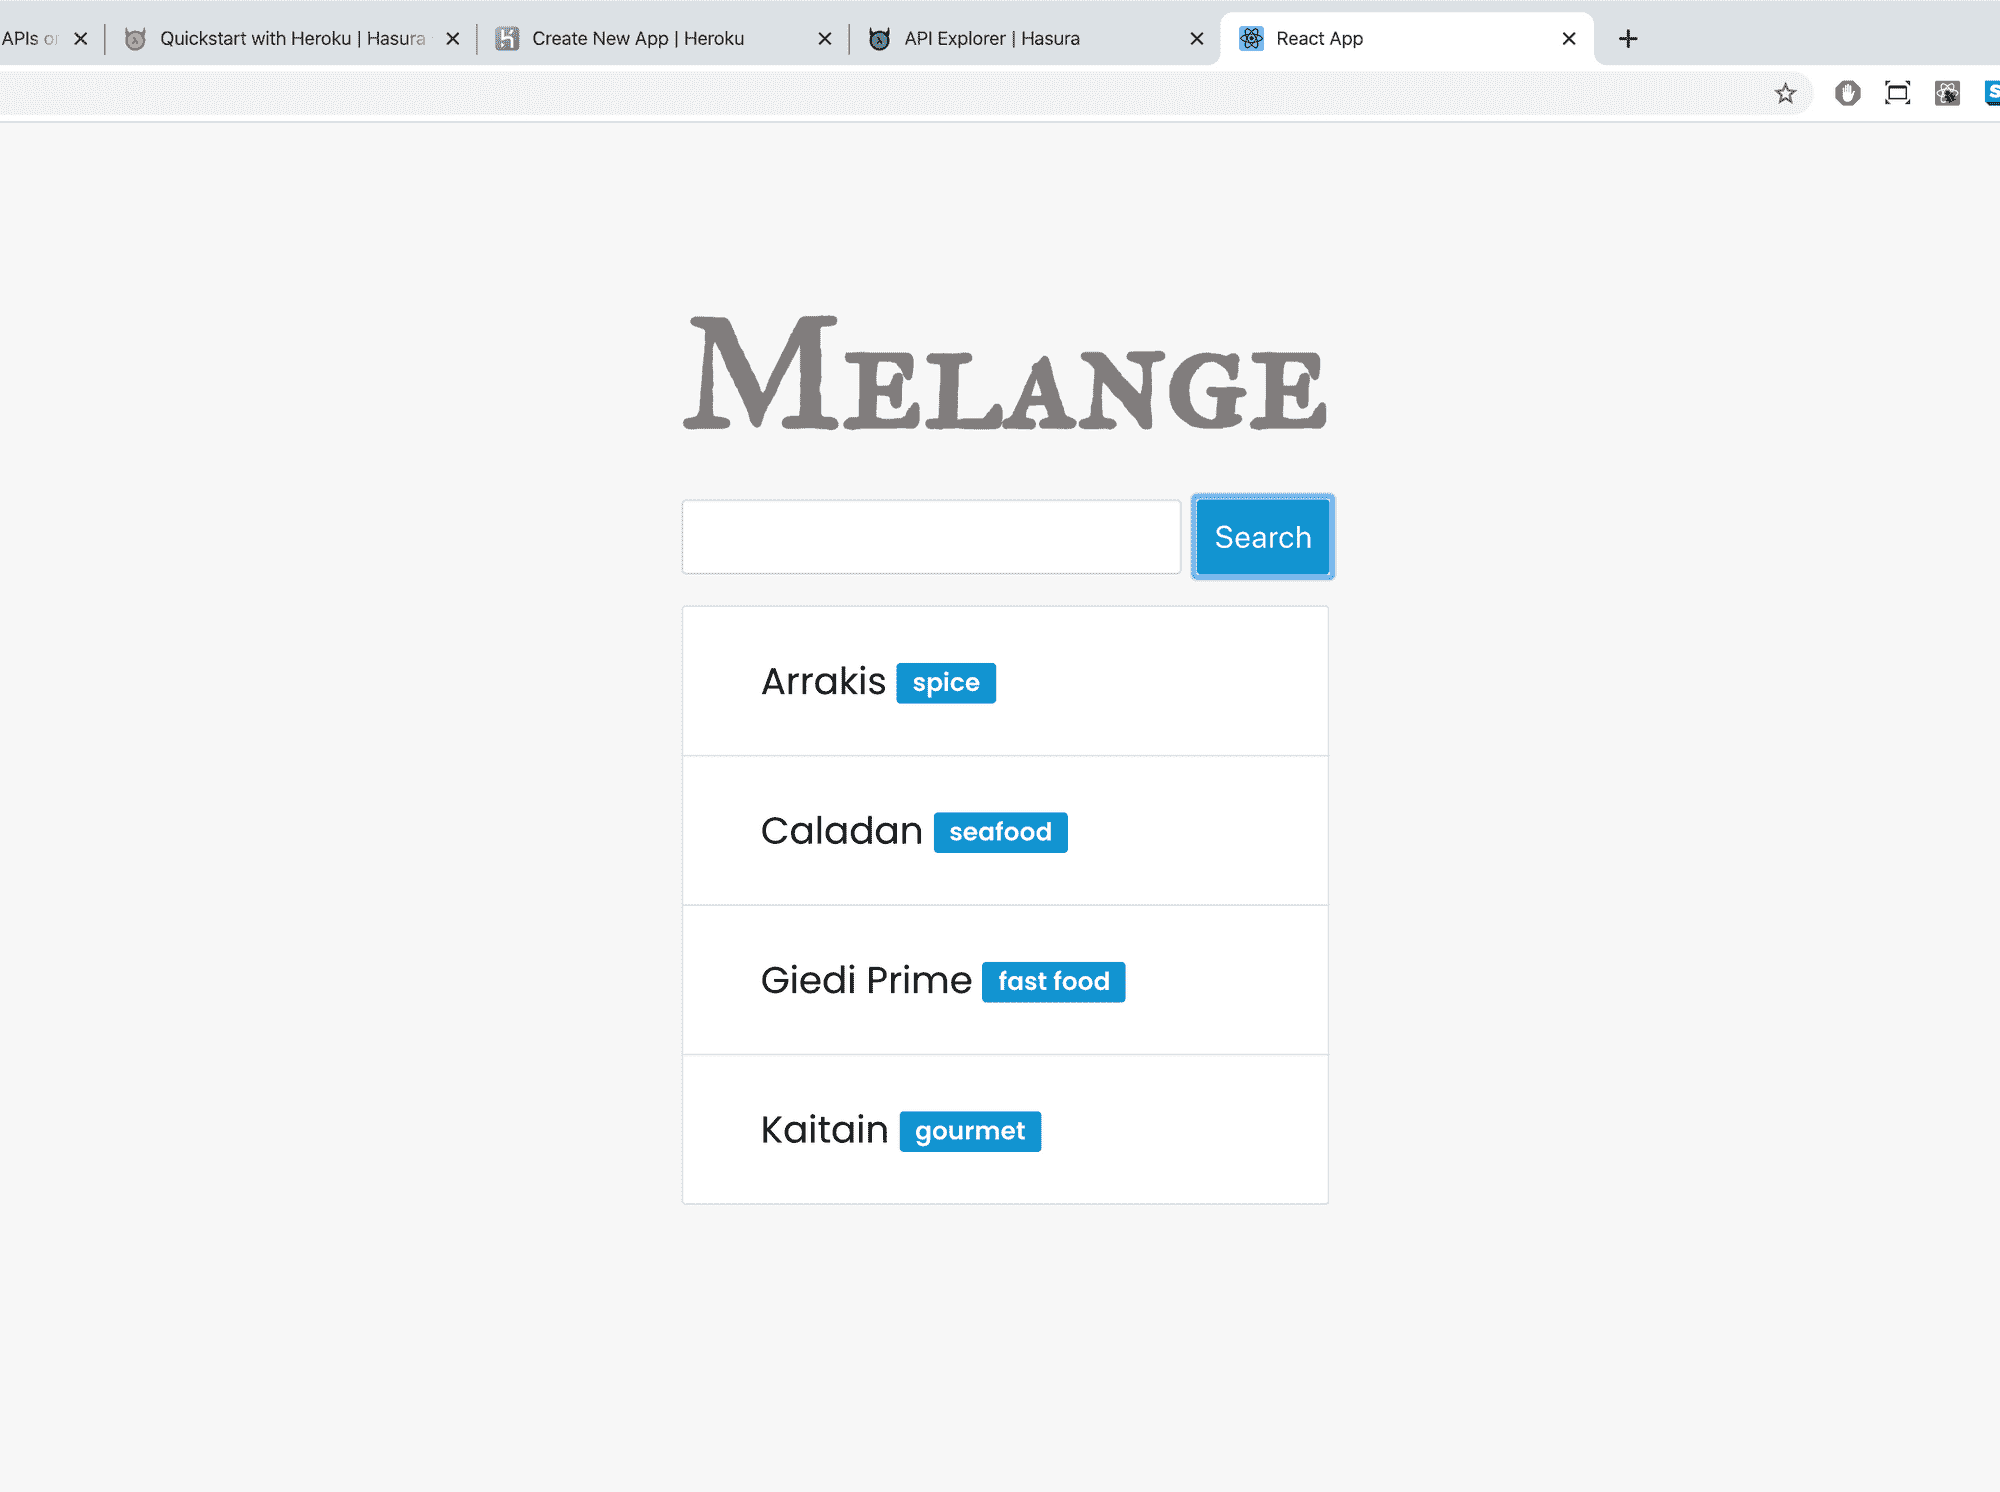 APIs or
Quickstart with Heroku | Hasura
Create New App | Heroku
API Explorer | Hasura
React App
Melange
Search
Arrakis spice
Caladan seafood
Giedi Prime fast food
Kaitain gourmet